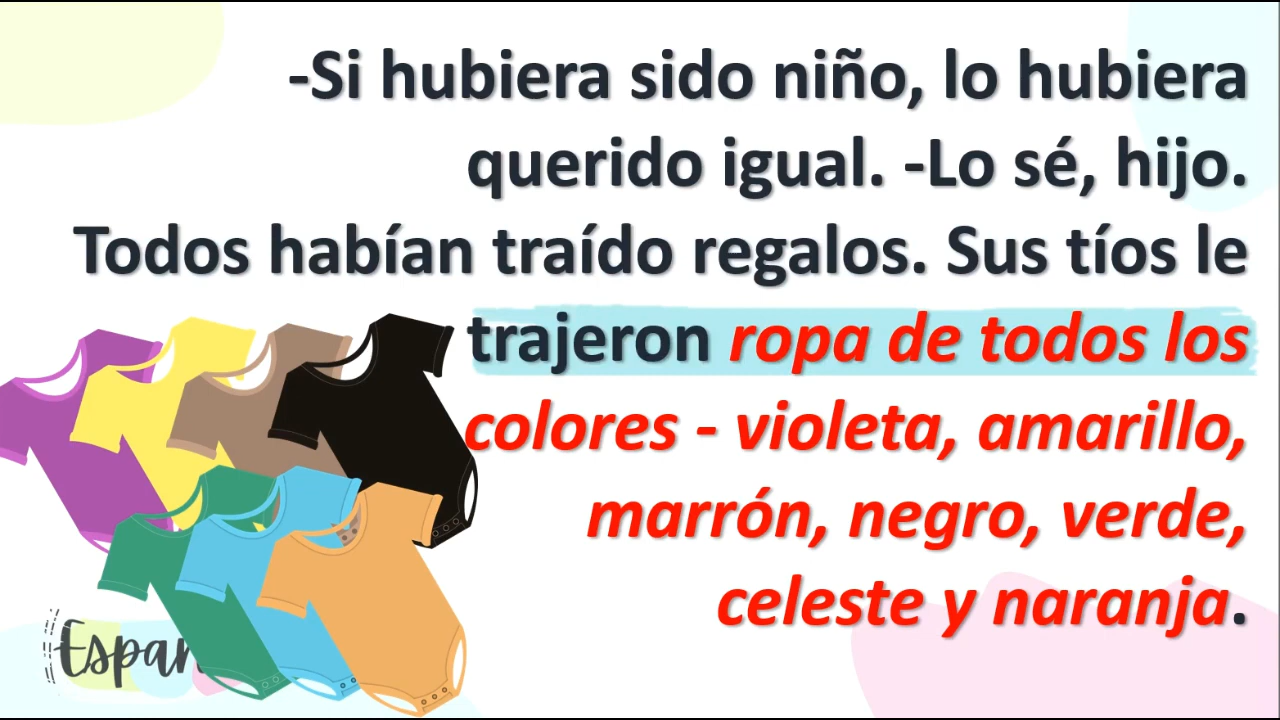 -Si hubiera sido niño, lo hubiera
querido igual. -Lo sé, hijo.
Todos habían traído regalos. Sus tíos le
trajeron ropa de todos los
colores - violeta, amarillo,
marrón, negro, verde,
celeste y naranja.